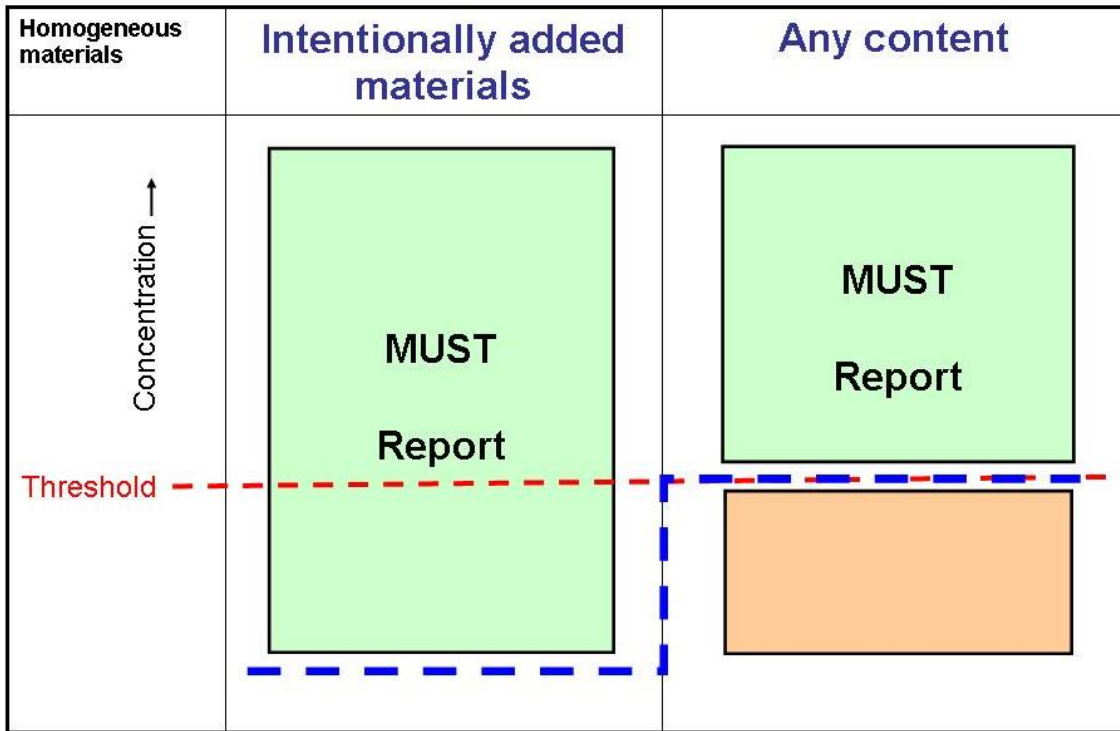 Homogeneous
materials
Intentionally added
materials
Any content
Concentration →
MUST
Report
MUST
Report
Threshold